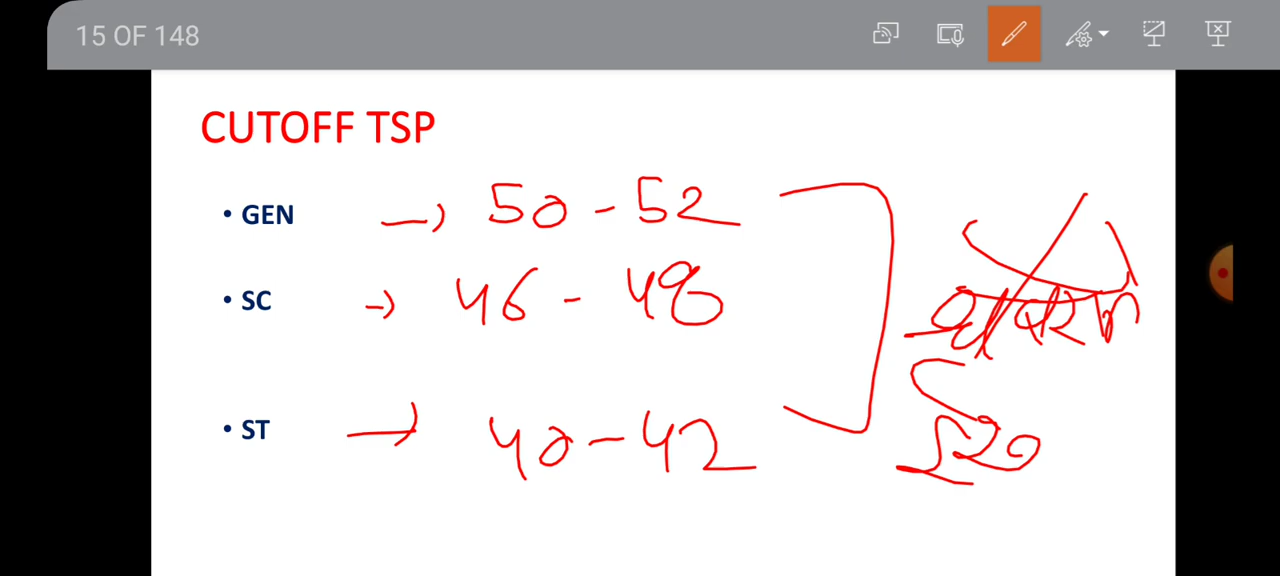 15 OF 148
CUTOFF TSP
• GEN → 50 - 52
• SC → 46 - 48
• ST → 40 - 42
520